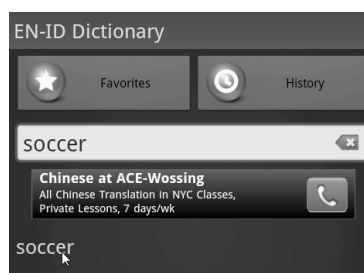 EN-ID Dictionary
Favorites History
soccer
Chinese at ACE-Wossing
All Chinese Translation in NYC Classes,
Private Lessons, 7 days/wk
soccer